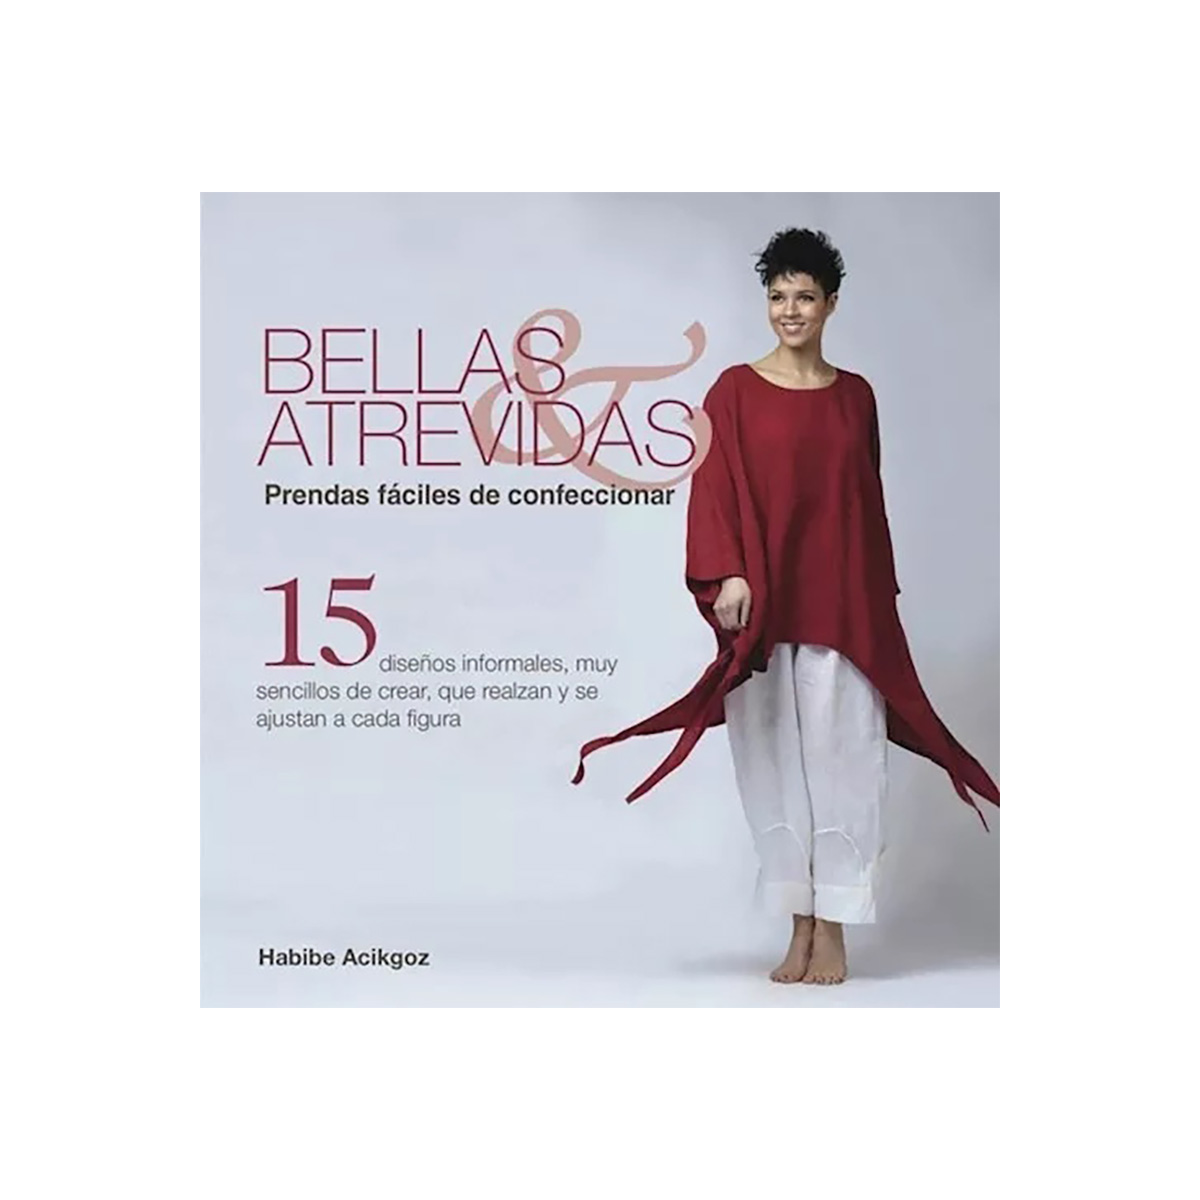 BELLAS &
ATREVIDAS
Prendas fáciles de confeccionar
15 diseños informales, muy
sencillos de crear, que realzan y se
ajustan a cada figura
Habibe Acikgoz